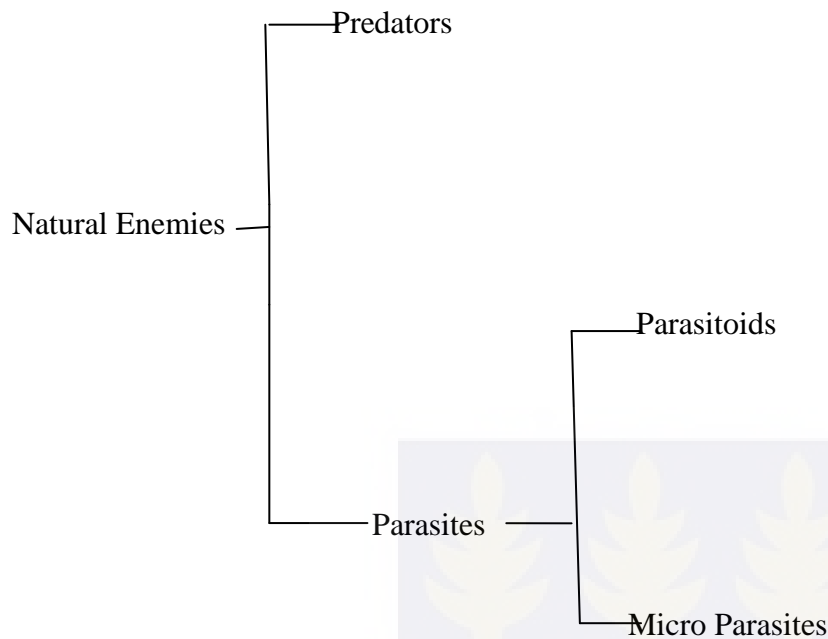 Predators
Natural Enemies
Parasitoids
Parasites
Micro Parasites